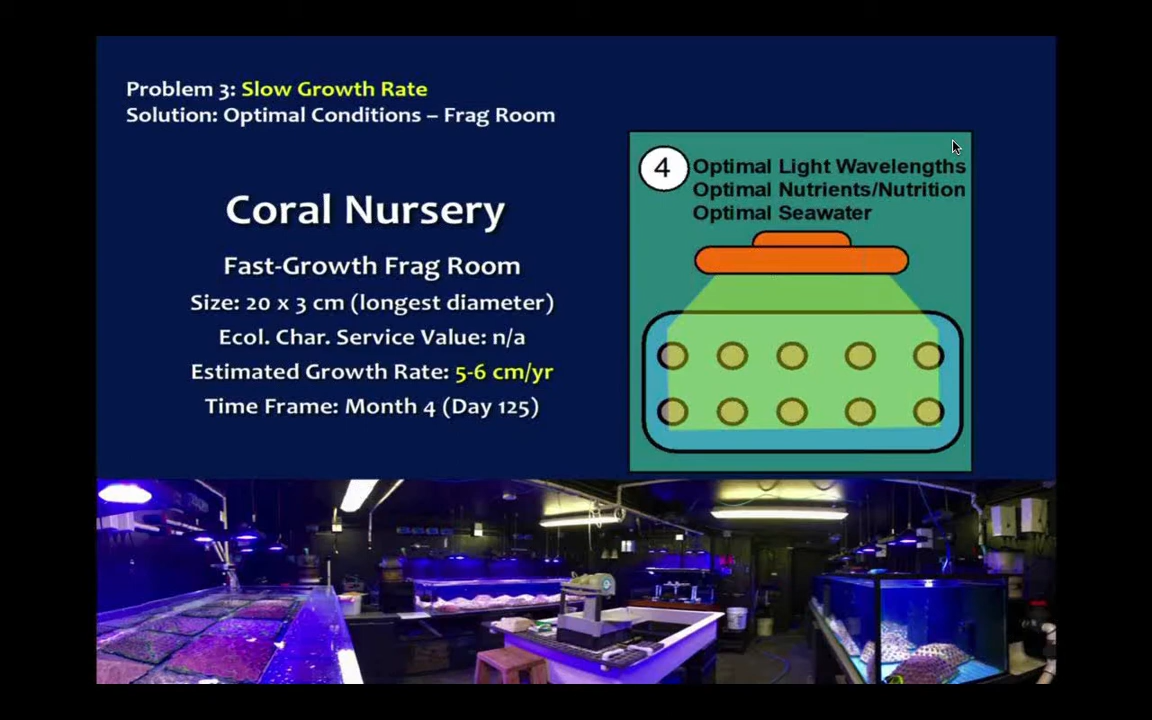 Problem 3: Slow Growth Rate
Solution: Optimal Conditions – Frag Room
Coral Nursery
Fast-Growth Frag Room
Size: 20 x 3 cm (longest diameter)
Ecol. Char. Service Value: n/a
Estimated Growth Rate: 5-6 cm/yr
Time Frame: Month 4 (Day 125)
4
Optimal Light Wavelengths
Optimal Nutrients/Nutrition
Optimal Seawater